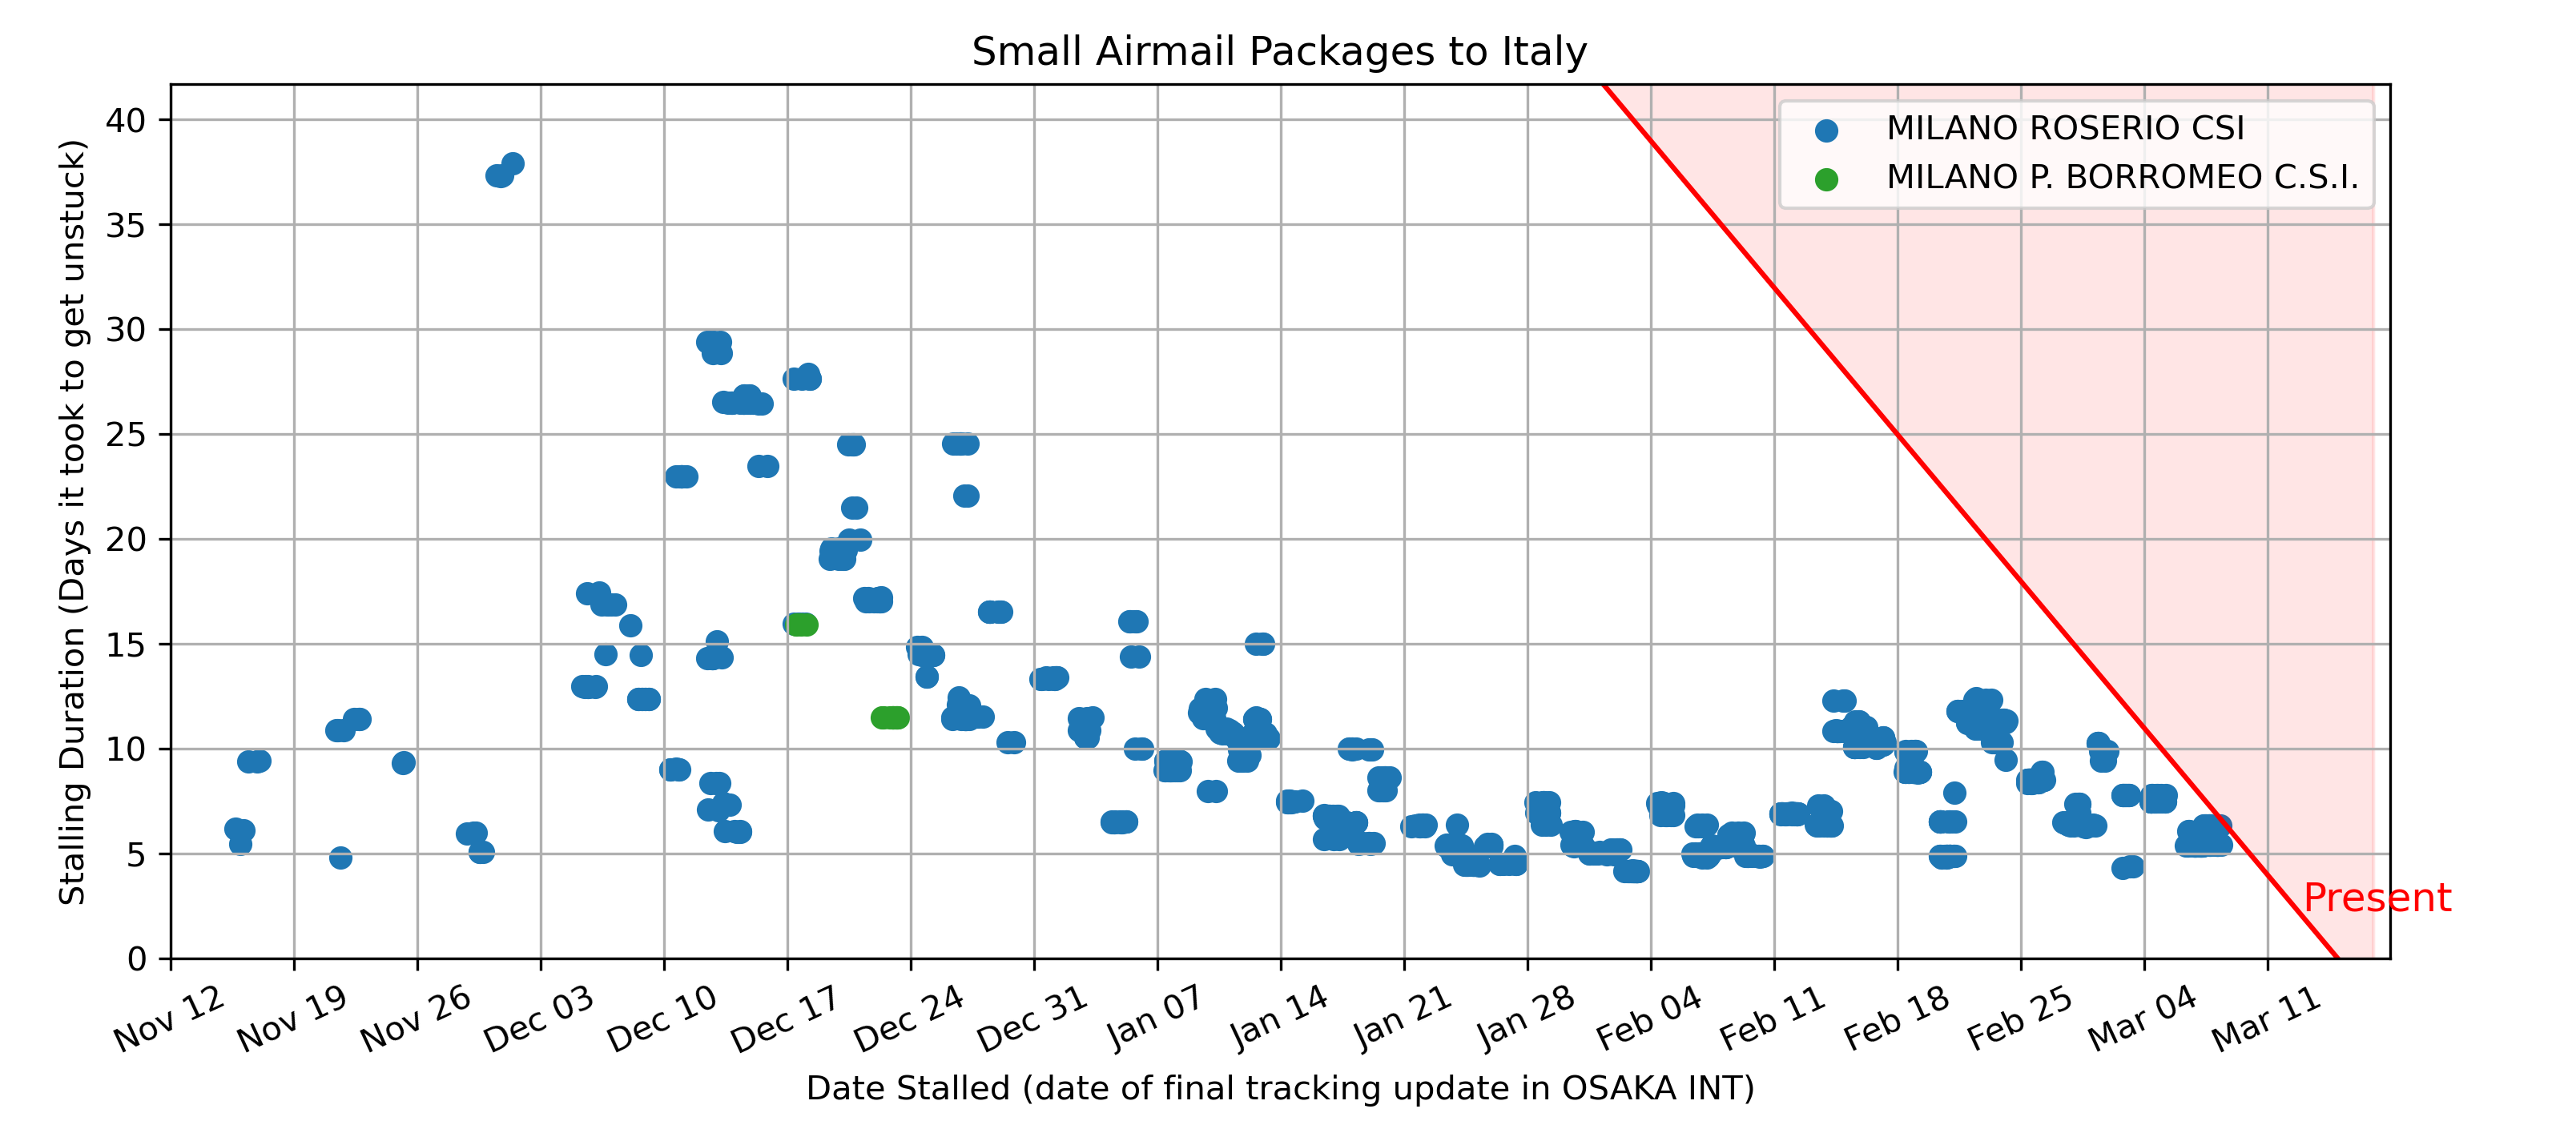 Small Airmail Packages to Italy
MILANO ROSERIO CSI
MILANO P. BORROMEO C.S.I.
Stalling Duration (Days it took to get unstuck)
40
35
30
25
20
15
10
5
0
Present
Nov 12
Nov 19
Nov 26
Dec 03
Dec 10
Dec 17
Dec 24
Dec 31
Jan 07
Jan 14
Jan 21
Jan 28
Feb 04
Feb 11
Feb 18
Feb 25
Mar 04
Mar 11
Date Stalled (date of final tracking update in OSAKA INT)